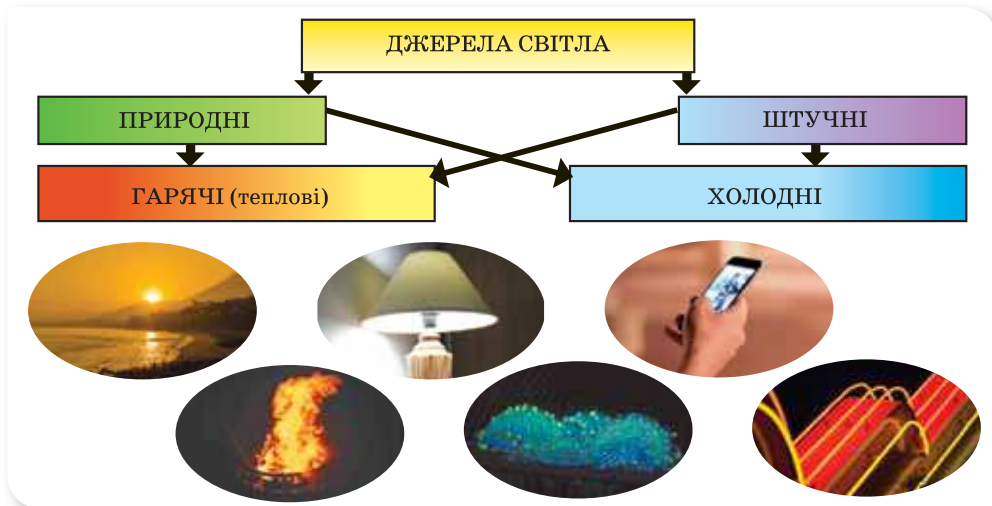 ДЖЕРЕЛА СВІТЛА
ПРИРОДНІ
ШТУЧНІ
ГАРЯЧІ (теплові)
ХОЛОДНІ